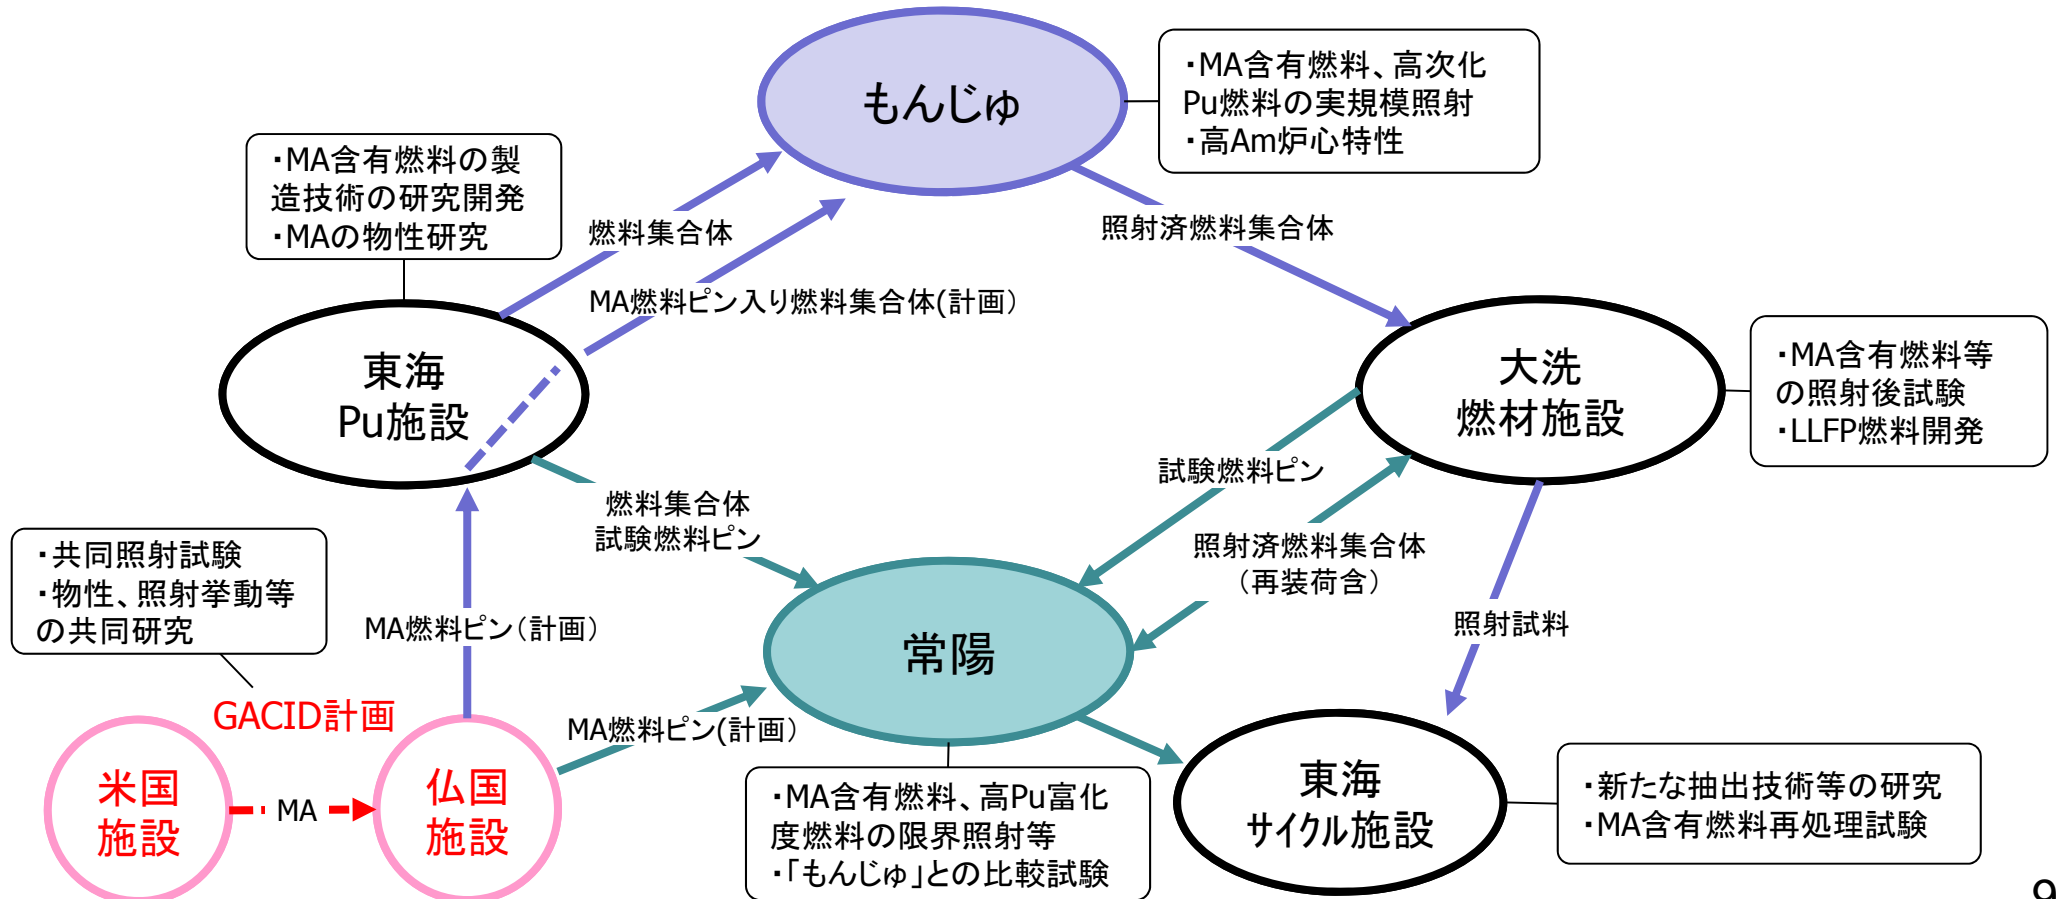 もんじゅ
・MA含有燃料、高次化
Pu燃料の実規模照射
・高Am炉心特性
・MA含有燃料の製
造技術の研究開発
・MAの物性研究
燃料集合体
照射済燃料集合体
MA燃料ピン入り燃料集合体(計画）
東海
Pu施設
大洗
燃材施設
・MA含有燃料等
の照射後試験
・LLFP燃料開発
燃料集合体
試験燃料ピン
試験燃料ピン
照射済燃料集合体
（再装荷含）
・共同照射試験
・物性、照射挙動等
の共同研究
MA燃料ピン（計画）
照射試料
常陽
GACID計画
MA燃料ピン(計画）
米国
施設
MA
仏国
施設
・MA含有燃料、高Pu富化
度燃料の限界照射等
・「もんじゅ」との比較試験
東海
ｻｲｸﾙ施設
・新たな抽出技術等の研究
・MA含有燃料再処理試験
9